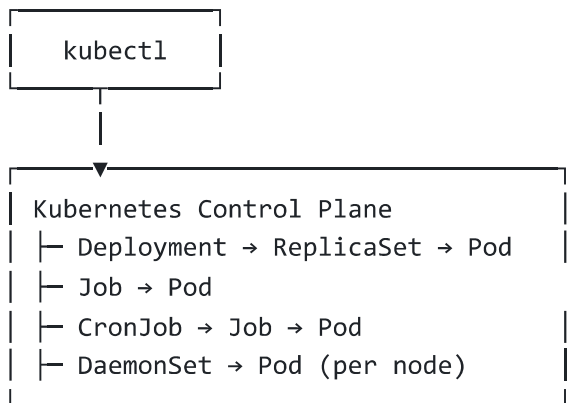 kubectl
Kubernetes Control Plane
├─ Deployment → ReplicaSet → Pod
├─ Job → Pod
├─ CronJob → Job → Pod
├─ DaemonSet → Pod (per node)